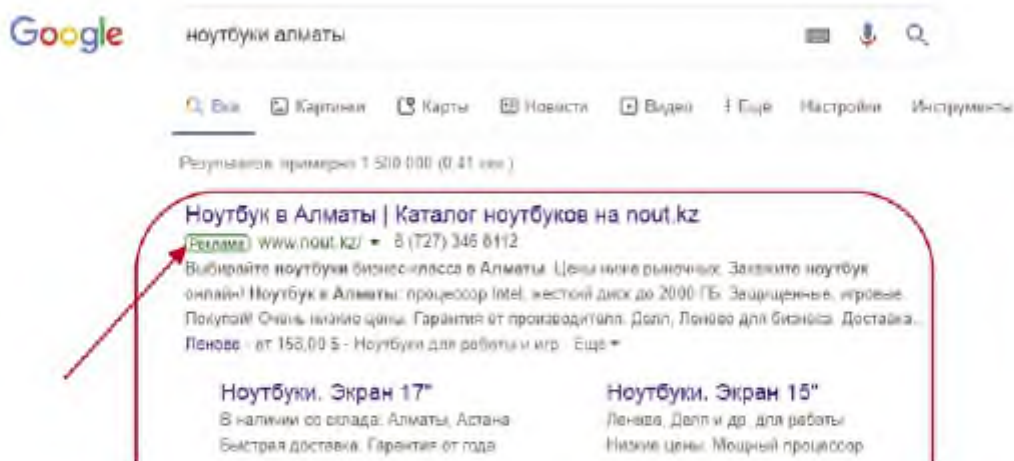 Google ноутбуки алматы
Все Картинки Карты Новости Видео Ещё Настройки Инструменты
Результатов: примерно 1 500 000 (0,41 сек.)
Ноутбук в Алматы | Каталог ноутбуков на nout.kz
Реклама www.nout.kz/ 8 (727) 346 8112
Выбирайте ноутбуки бизнес-класса в Алматы. Цены ниже рыночных. Закажите ноутбук
онлайн! Ноутбук в Алматы: процессор Intel, жесткий диск до 2000 ГБ. Защищенные, игровые.
Покупай! Очень низкие цены. Гарантия от производителя. Делл, Леново для бизнеса. Доставка.
Леново - от 158,00 $ - Ноутбуки для работы и игр · Ещё
Ноутбуки. Экран 17"
В наличии со склада: Алматы, Астана
Быстрая доставка. Гарантия от года
Ноутбуки. Экран 15"
Леново, Делл и др. для работы
Низкие цены. Мощный процессор